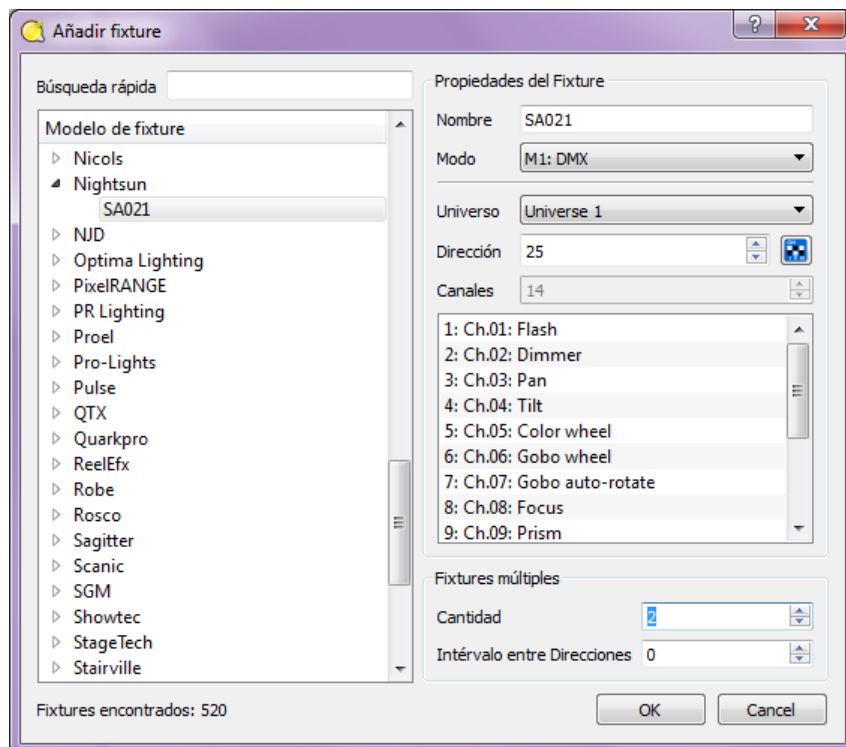 Añadir fixture
Búsqueda rápida
Modelo de fixture
Nicols
Nightsun
SA021
NJD
Optima Lighting
PixelRANGE
PR Lighting
Proel
Pro-Lights
Pulse
QTX
Quarkpro
ReelEfx
Robe
Rosco
Sagitter
Scanic
SGM
Showtec
StageTech
Stairville
Fixtures encontrados: 520
Propiedades del Fixture
Nombre SA021
Modo M1: DMX
Universo Universe 1
Dirección 25
Canales 14
1: Ch.01: Flash
2: Ch.02: Dimmer
3: Ch.03: Pan
4: Ch.04: Tilt
5: Ch.05: Color wheel
6: Ch.06: Gobo wheel
7: Ch.07: Gobo auto-rotate
8: Ch.08: Focus
9: Ch.09: Prism
Fixtures múltiples
Cantidad 2
Intérvalo entre Direcciones 0
OK Cancel